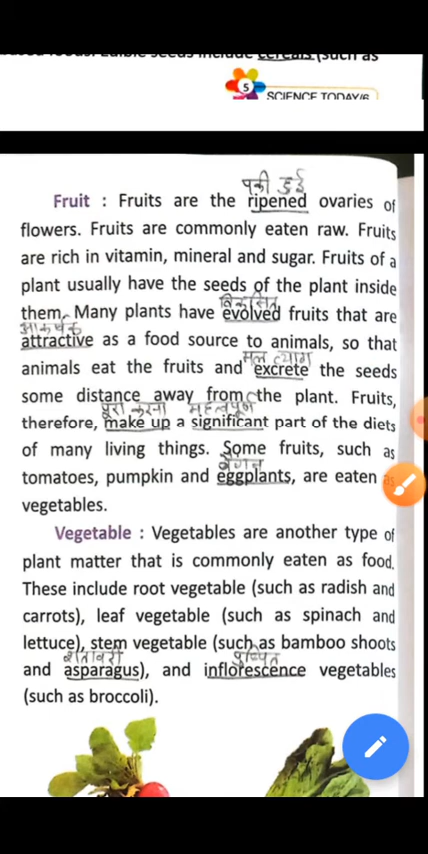 cereals (such as
5
SCIENCE TODAY/6
पकी हुई
Fruit : Fruits are the ripened ovaries of
flowers. Fruits are commonly eaten raw. Fruits
are rich in vitamin, mineral and sugar. Fruits of a
plant usually have the seeds of the plant inside
विकसित
them. Many plants have evolved fruits that are
आकर्षक
attractive as a food source to animals, so that
मल त्याग
animals eat the fruits and excrete the seeds
some distance away from the plant. Fruits,
पूरा करना महत्वपूर्ण
therefore, make up a significant part of the diets
of many living things. Some fruits, such as
बैंगन
tomatoes, pumpkin and eggplants, are eaten as
vegetables.
Vegetable : Vegetables are another type of
plant matter that is commonly eaten as food.
These include root vegetable (such as radish and
carrots), leaf vegetable (such as spinach and
lettuce), stem vegetable (such as bamboo shoots
शतावरी पुष्पित
and asparagus), and inflorescence vegetables
(such as broccoli).